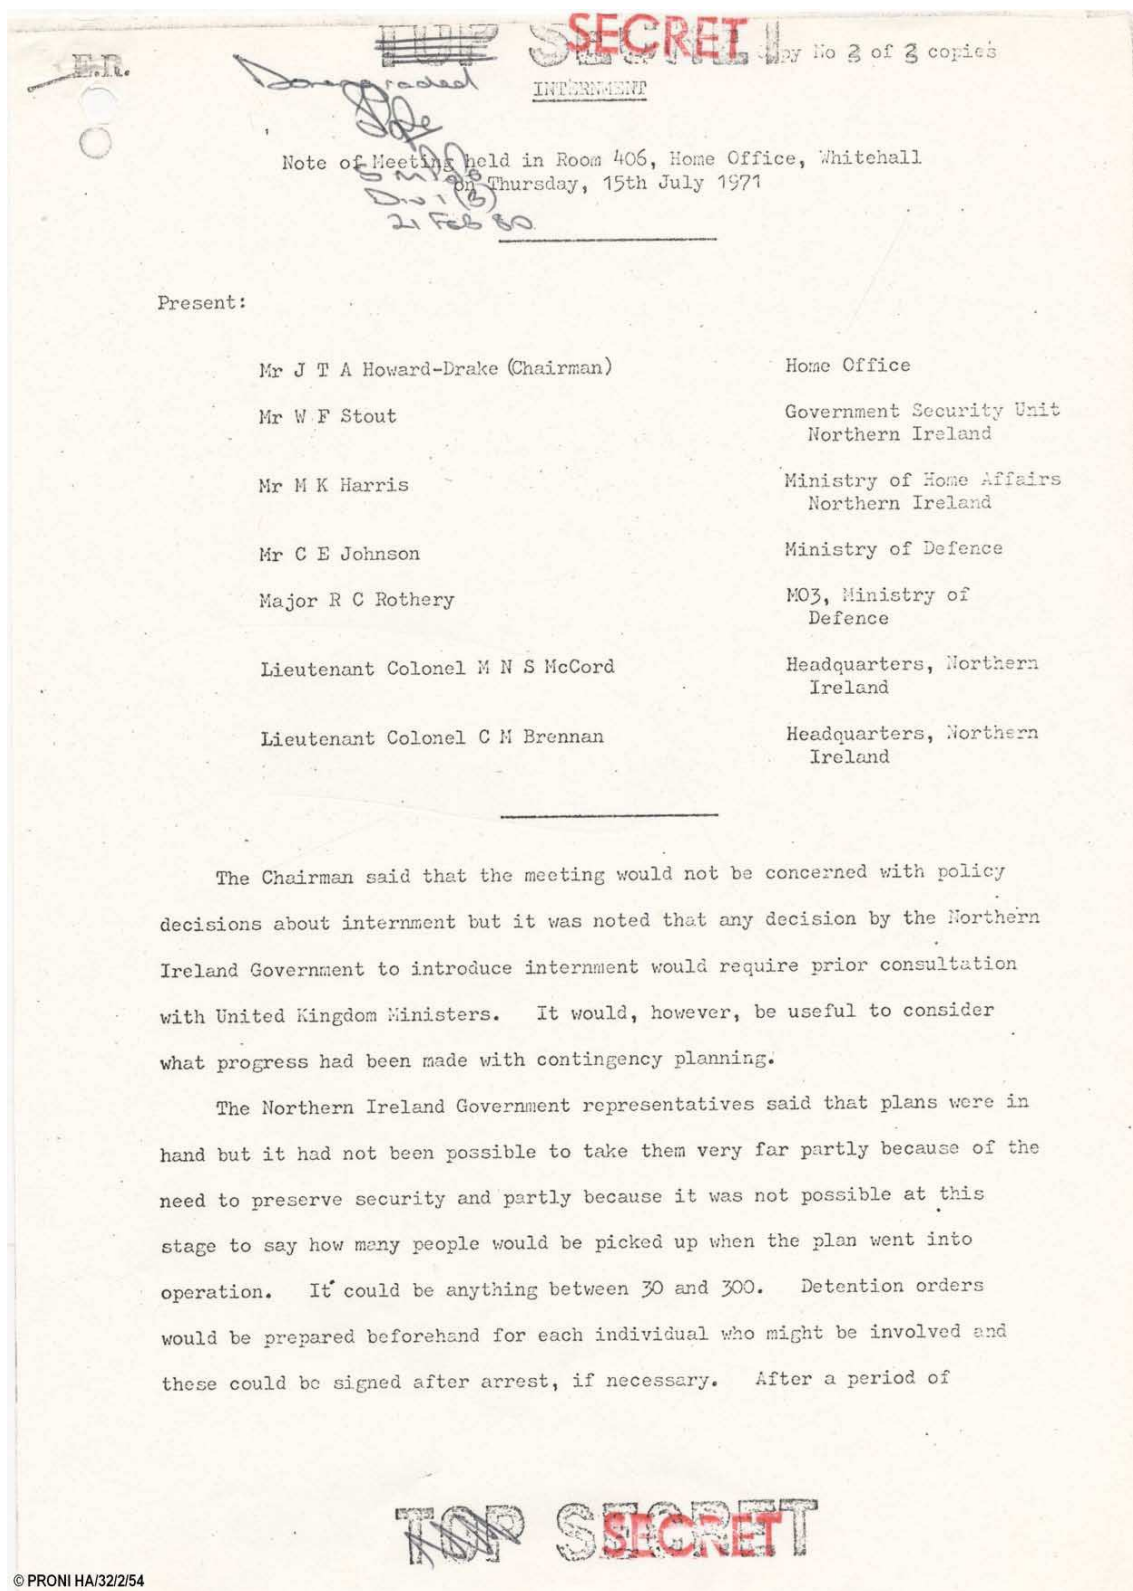 TOP SECRET
SECRET
Copy No 2 of 3 copies
E.R.
Downgraded
INTERNMENT
Note of Meeting held in Room 406, Home Office, Whitehall
on Thursday, 15th July 1971
Div 1 (B)
21 Feb 80
Present:
Mr J T A Howard-Drake (Chairman) Home Office
Mr W F Stout Government Security Unit
Northern Ireland
Mr M K Harris Ministry of Home Affairs
Northern Ireland
Mr C E Johnson Ministry of Defence
Major R C Rothery MO3, Ministry of
Defence
Lieutenant Colonel M N S McCord Headquarters, Northern
Ireland
Lieutenant Colonel C M Brennan Headquarters, Northern
Ireland
The Chairman said that the meeting would not be concerned with policy
decisions about internment but it was noted that any decision by the Northern
Ireland Government to introduce internment would require prior consultation
with United Kingdom Ministers. It would, however, be useful to consider
what progress had been made with contingency planning.
The Northern Ireland Government representatives said that plans were in
hand but it had not been possible to take them very far partly because of the
need to preserve security and partly because it was not possible at this
stage to say how many people would be picked up when the plan went into
operation. It could be anything between 30 and 300. Detention orders
would be prepared beforehand for each individual who might be involved and
these could be signed after arrest, if necessary. After a period of
TOP SECRET
SECRET
© PRONI HA/32/2/54